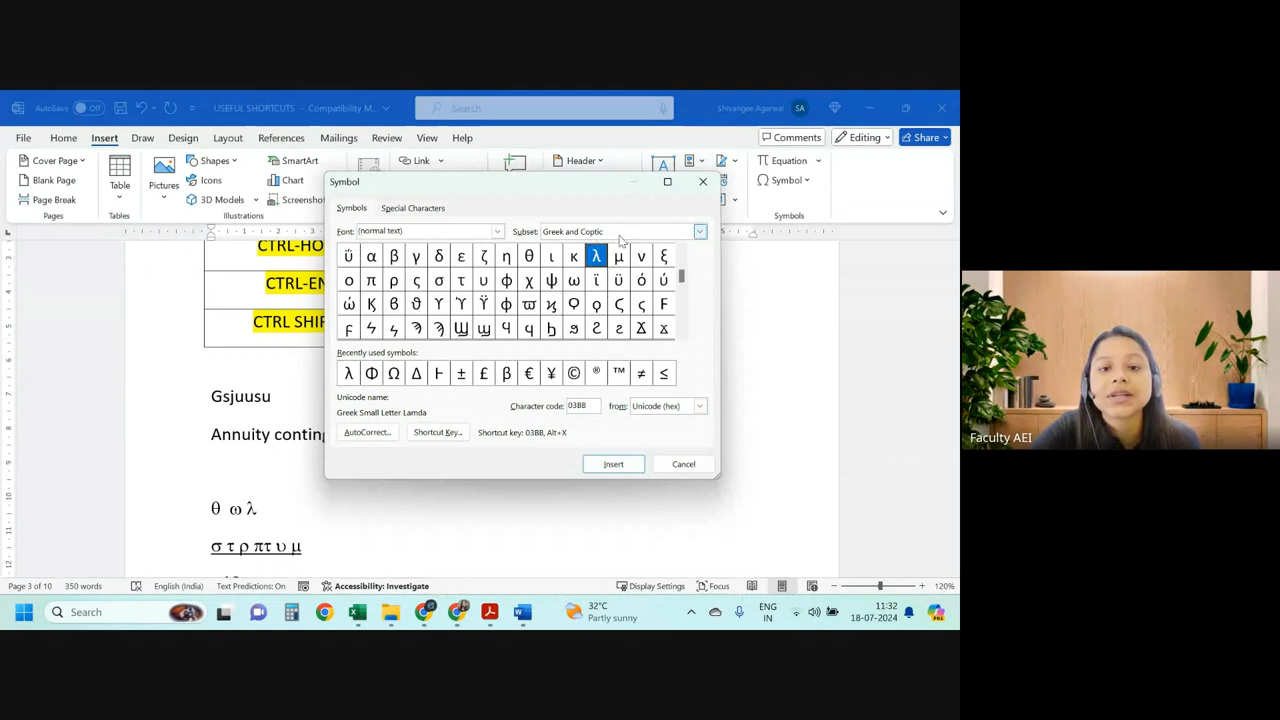 AutoSave Off USEFUL SHORTCUTS - Compatibility M... Search Shivangee Agarwal SA
File Home Insert Draw Design Layout References Mailings Review View Help Comments Editing Share
Cover Page Blank Page Page Break Pages
Table Tables
Pictures Shapes Icons 3D Models SmartArt Chart Screenshot Illustrations
Link
Header
A
Equation Symbol Symbols
Symbol
Symbols Special Characters
Font: (normal text) Subset: Greek and Coptic
ΰ α β γ δ ε ζ η θ ι κ λ μ ν ξ
ο π ρ ς σ τ υ φ χ ψ ω ϊ ϋ ό ύ
ώ Ϗ ϐ ϑ ϒ ϓ ϔ ϕ ϖ ϗ Ϙ ϙ Ϛ ϛ Ϝ
ϝ Ϟ ϟ Ϡ ϡ Ϣ ϣ Ϥ ϥ
Recently used symbols:
λ Φ Ω Δ ± £ β € ¥ © ® ™ ≠ ≤
Unicode name:
Greek Small Letter Lamda
Character code: 03BB from: Unicode (hex)
AutoCorrect... Shortcut Key... Shortcut key: 03BB, Alt+X
Insert Cancel
CTRL-HO
CTRL-EN
CTRL SHIF
Gsjuusu
Annuity conting
θ ω λ
σ τ ρ πτ υ μ
Page 3 of 10 350 words English (India) Text Predictions: On Accessibility: Investigate Display Settings Focus 120%
Search 32°C Partly sunny ENG IN 11:32 18-07-2024
Faculty AEI